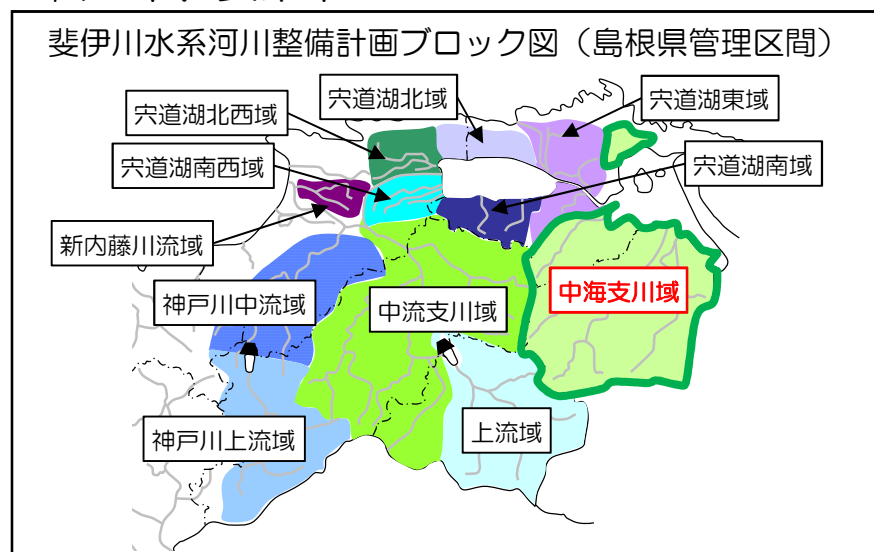 斐伊川水系河川整備計画ブロック図（島根県管理区間）
宍道湖北域
宍道湖東域
宍道湖北西域
宍道湖南西域
宍道湖南域
新内藤川流域
神戸川中流域
中流支川域
中海支川域
神戸川上流域
上流域